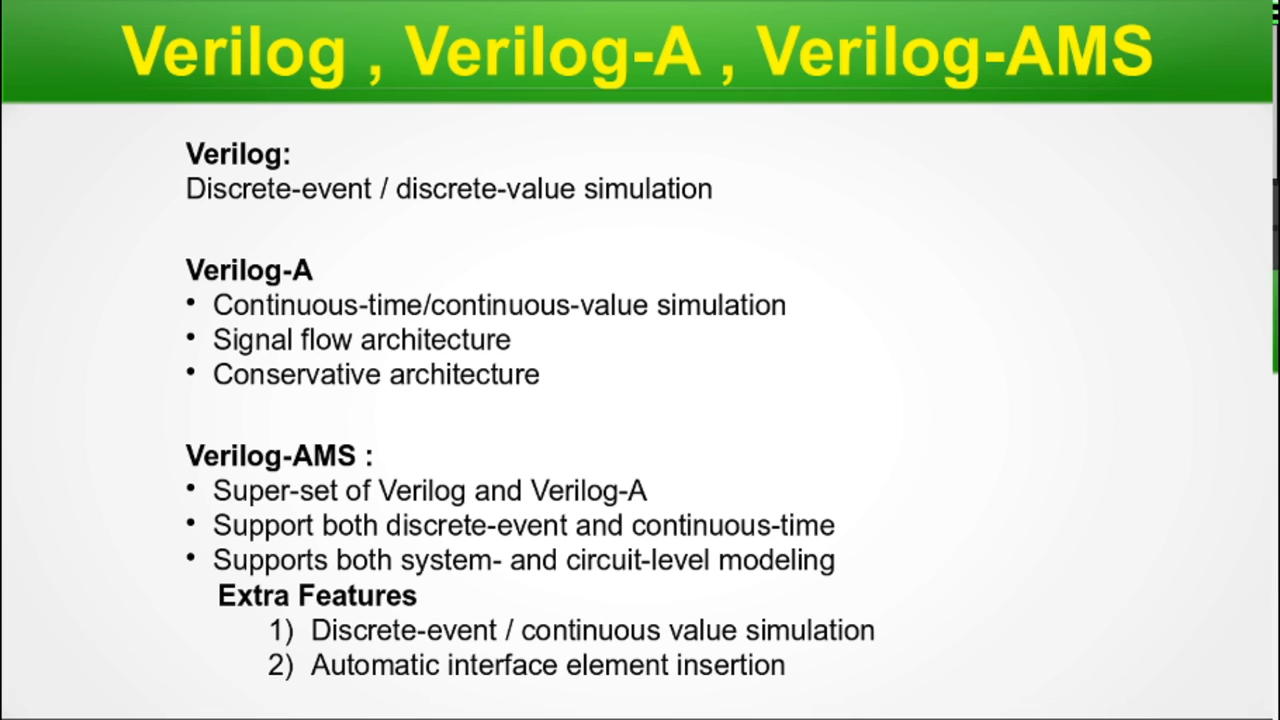 Verilog , Verilog-A , Verilog-AMS
Verilog:
Discrete-event / discrete-value simulation
Verilog-A
• Continuous-time/continuous-value simulation
• Signal flow architecture
• Conservative architecture
Verilog-AMS :
• Super-set of Verilog and Verilog-A
• Support both discrete-event and continuous-time
• Supports both system- and circuit-level modeling
Extra Features
1) Discrete-event / continuous value simulation
2) Automatic interface element insertion